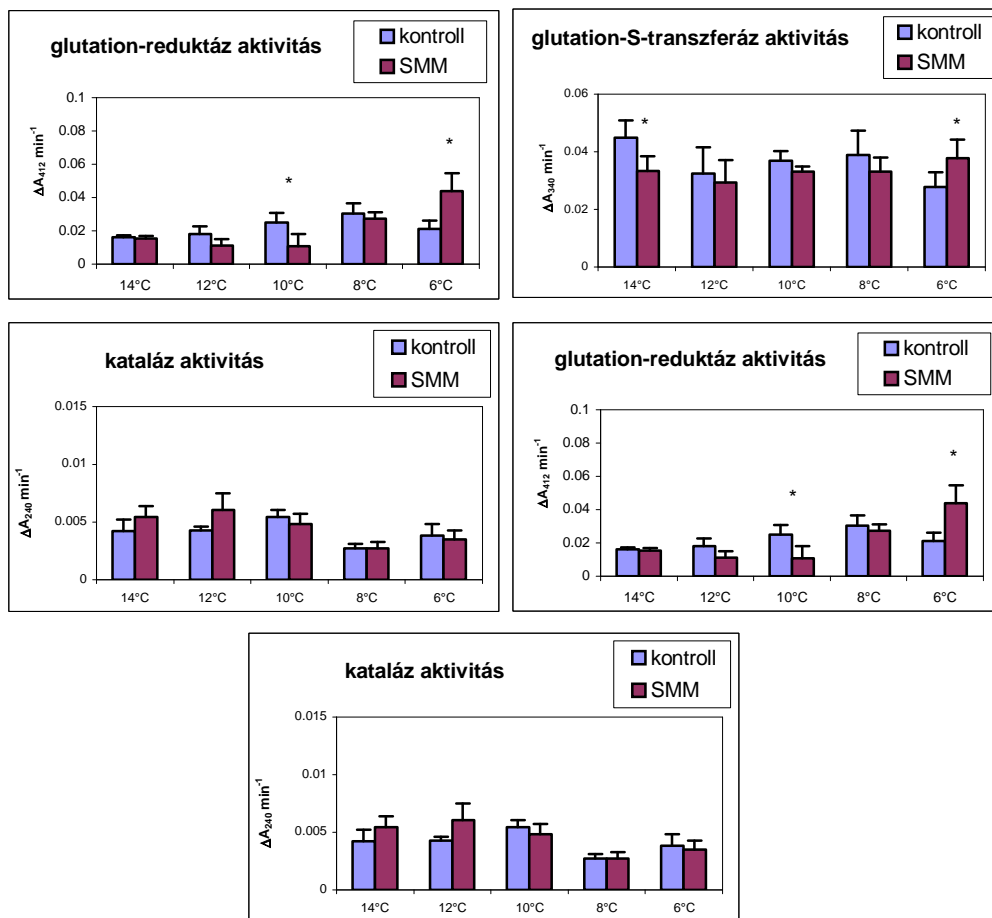 glutation-reduktáz aktivitás
kontroll
SMM
ΔA412 min-1
0.1
0.08
0.06
0.04
0.02
0
*
*
14°C 12°C 10°C 8°C 6°C
glutation-S-transzferáz aktivitás
kontroll
SMM
ΔA340 min-1
0.06
0.04
0.02
0.00
*
*
14°C 12°C 10°C 8°C 6°C
kataláz aktivitás
kontroll
SMM
ΔA240 min-1
0.015
0.01
0.005
0
14°C 12°C 10°C 8°C 6°C
glutation-reduktáz aktivitás
kontroll
SMM
ΔA412 min-1
0.1
0.08
0.06
0.04
0.02
0
*
*
14°C 12°C 10°C 8°C 6°C
kataláz aktivitás
kontroll
SMM
ΔA240 min-1
0.015
0.01
0.005
0
14°C 12°C 10°C 8°C 6°C